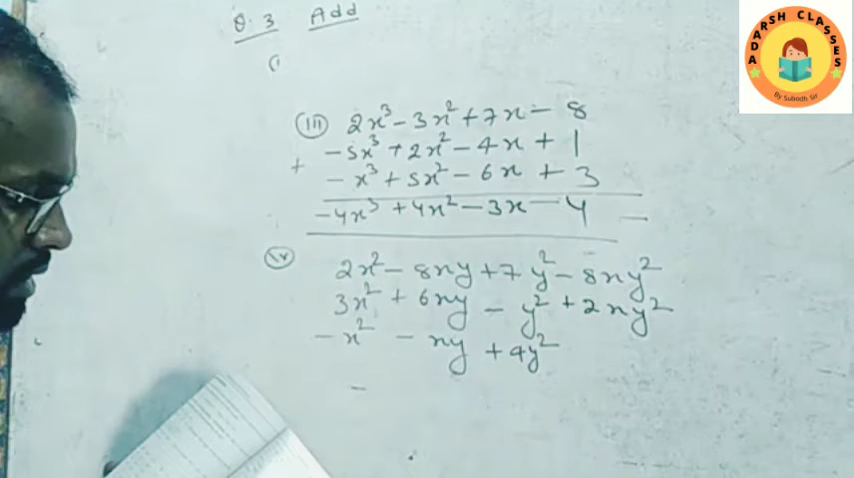 Q. 3 Add
(i
(iii) 2x³ - 3x² + 7x - 8
- 5x³ + 2x² - 4x + 1
+ - x³ + 5x² - 6x + 3
- 4x³ + 4x² - 3x - 4
(iv) 2x² - 8xy + 7y² - 8xy²
3x² + 6xy - y² + 2xy²
- x² - xy + 4y²
-
ADARSH CLASSES
By Subodh Sir